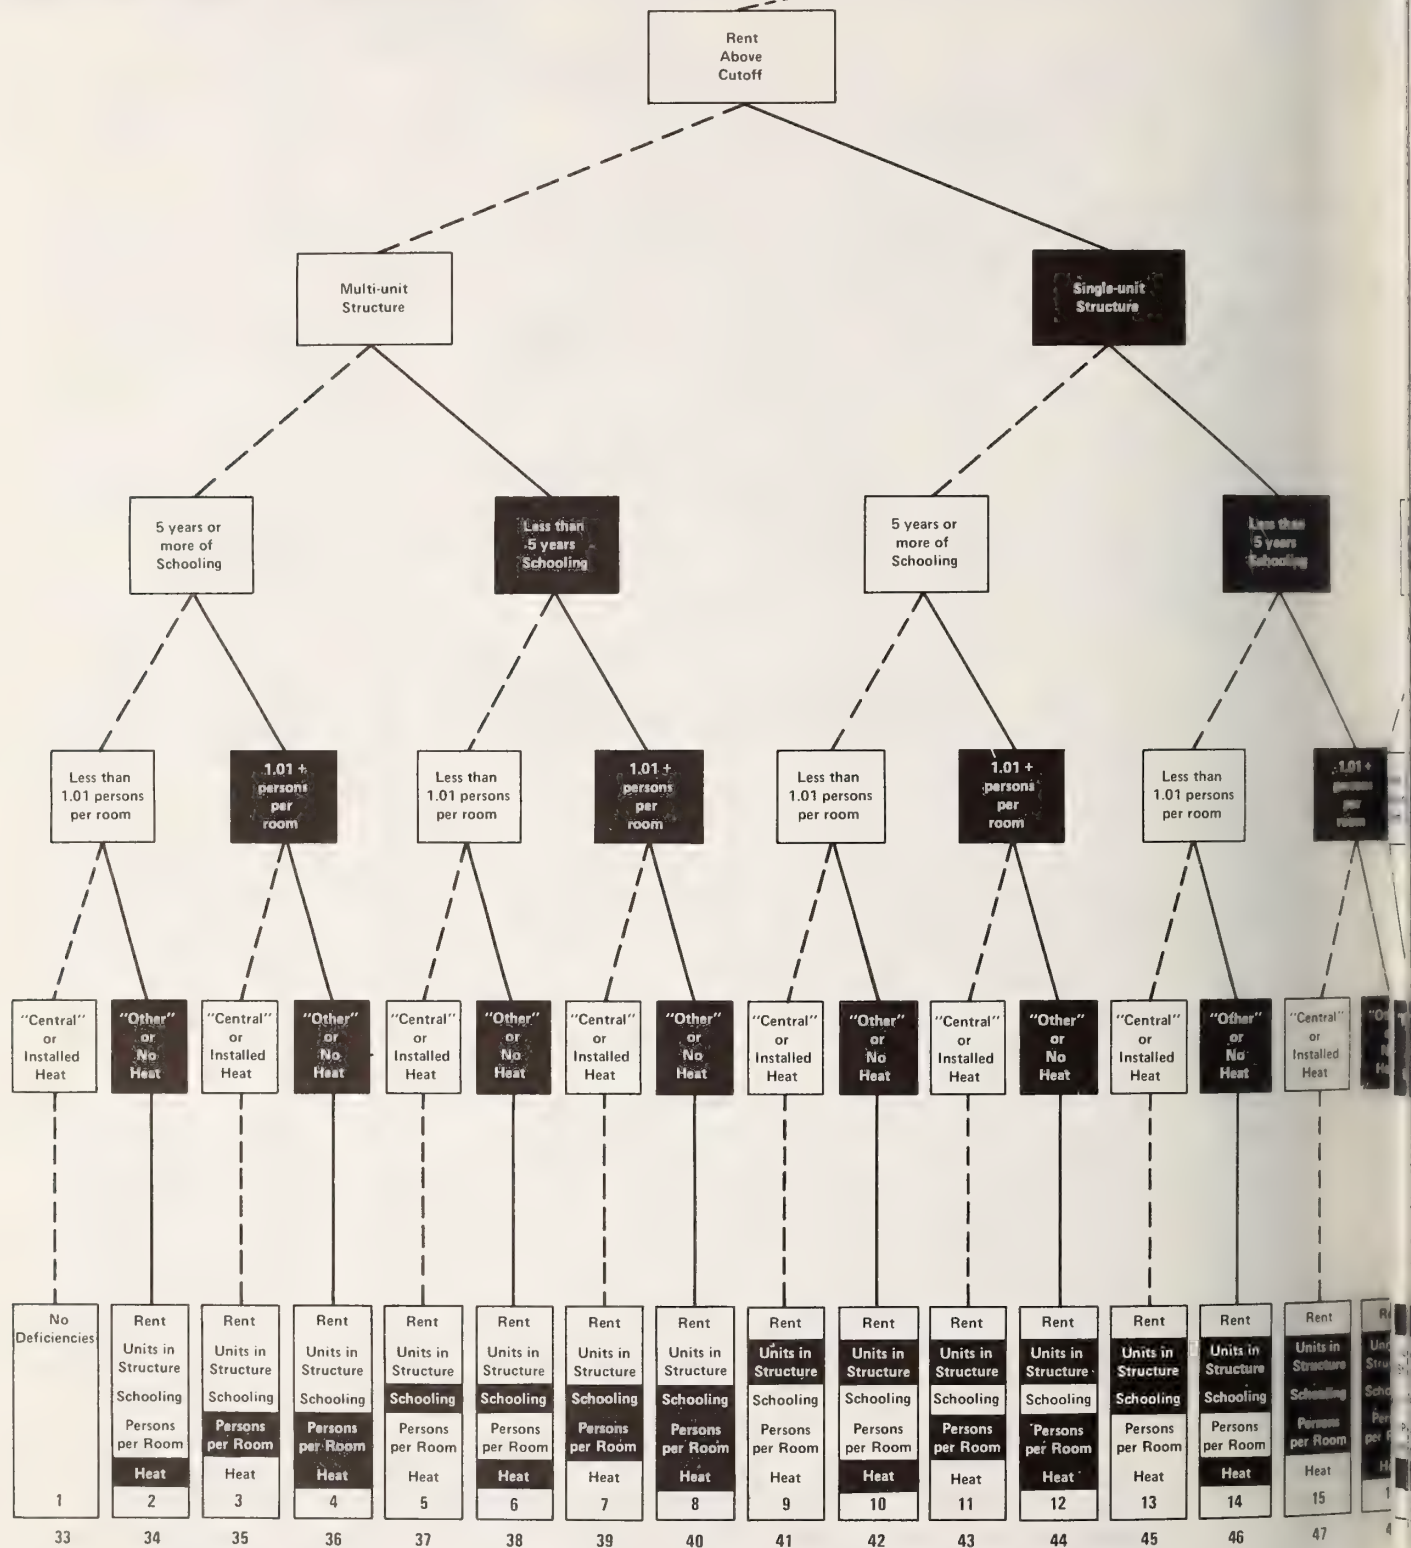 Rent
Above
Cutoff
Multi-unit
Structure
Single-unit
Structure
5 years or
more of
Schooling
Less than
5 years
Schooling
5 years or
more of
Schooling
Less than
5 years
Schooling
Less than
1.01 persons
per room
1.01 +
persons
per
room
Less than
1.01 persons
per room
1.01 +
persons
per
room
Less than
1.01 persons
per room
1.01 +
persons
per
room
Less than
1.01 persons
per room
1.01 +
persons
per
room
"Central"
or
Installed
Heat
"Other"
or
No
Heat
"Central"
or
Installed
Heat
"Other"
or
No
Heat
"Central"
or
Installed
Heat
"Other"
or
No
Heat
"Central"
or
Installed
Heat
"Other"
or
No
Heat
"Central"
or
Installed
Heat
"Other"
or
No
Heat
"Central"
or
Installed
Heat
"Other"
or
No
Heat
"Central"
or
Installed
Heat
"Other"
or
No
Heat
"Central"
or
Installed
Heat
No
Deficiencies
1
Rent
Units in
Structure
Schooling
Persons
per Room
Heat
2
Rent
Units in
Structure
Schooling
Persons
per Room
Heat
3
Rent
Units in
Structure
Schooling
Persons
per Room
Heat
4
Rent
Units in
Structure
Schooling
Persons
per Room
Heat
5
Rent
Units in
Structure
Schooling
Persons
per Room
Heat
6
Rent
Units in
Structure
Schooling
Persons
per Room
Heat
7
Rent
Units in
Structure
Schooling
Persons
per Room
Heat
8
Rent
Units in
Structure
Schooling
Persons
per Room
Heat
9
Rent
Units in
Structure
Schooling
Persons
per Room
Heat
10
Rent
Units in
Structure
Schooling
Persons
per Room
Heat
11
Rent
Units in
Structure
Schooling
Persons
per Room
Heat
12
Rent
Units in
Structure
Schooling
Persons
per Room
Heat
13
Rent
Units in
Structure
Schooling
Persons
per Room
Heat
14
Rent
Units in
Structure
Schooling
Persons
per Room
Heat
15
33 34 35 36 37 38 39 40 41 42 43 44 45 46 47